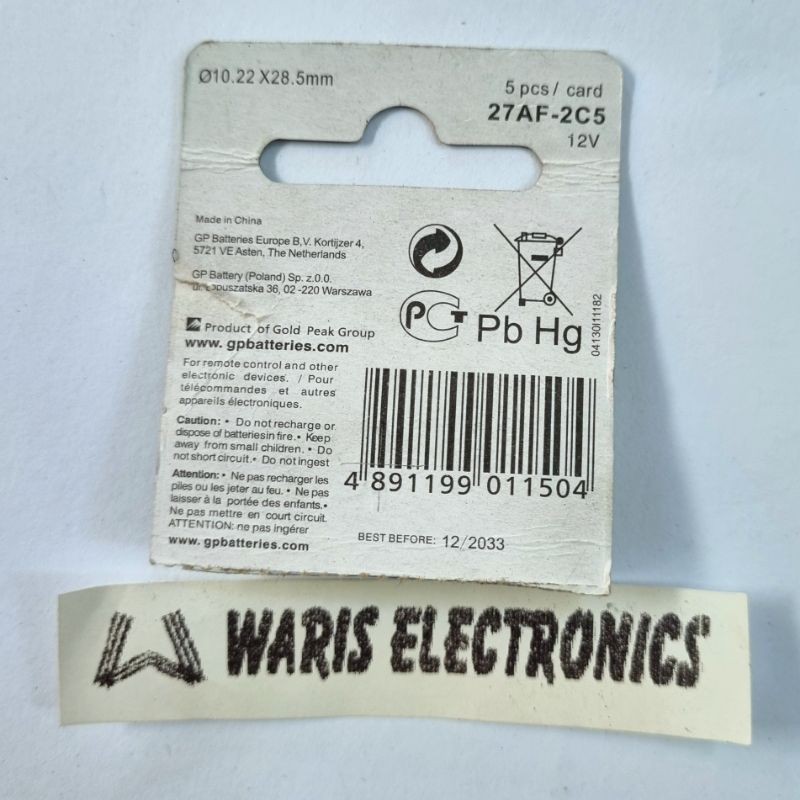 Ø10.22 X28.5mm
5 pcs/ card
27AF-2C5
12V
Made in China
GP Batteries Europe B.V. Kortijzer 4,
5721 VE Asten, The Netherlands
GP Battery (Poland) Sp. z.0.0.
ul. Łopuszatska 36, 02 -220 Warszawa
Product of Gold Peak Group
www.gpbatteries.com
PCT
Pb Hg
04130I11182
For remote control and other
electronic devices. / Pour
télécommandes et autres
appareils électroniques.
Caution: • Do not recharge or
dispose of batteriesin fire.• Keep
away from small children. • Do
not short circuit.• Do not ingest
Attention: • Ne pas recharger les
piles ou les jeter au feu. • Ne pas
laisser à la portée des enfants.•
Ne pas mettre en court circuit.
ATTENTION: ne pas ingérer
www.gpbatteries.com
4 891199 011504
BEST BEFORE: 12/2033
W WARIS ELECTRONICS